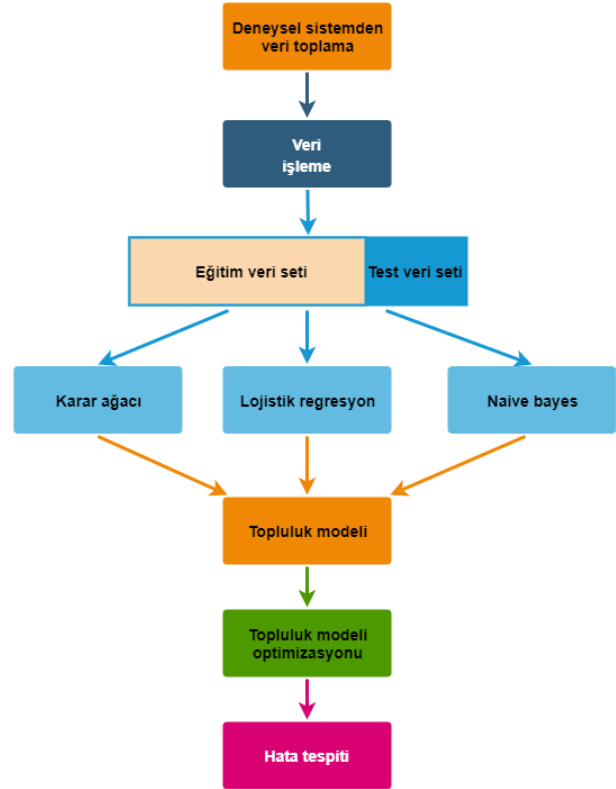 Deneysel sistemden
veri toplama
Veri
işleme
Eğitim veri seti
Test veri seti
Karar ağacı
Lojistik regresyon
Naive bayes
Topluluk modeli
Topluluk modeli
optimizasyonu
Hata tespiti